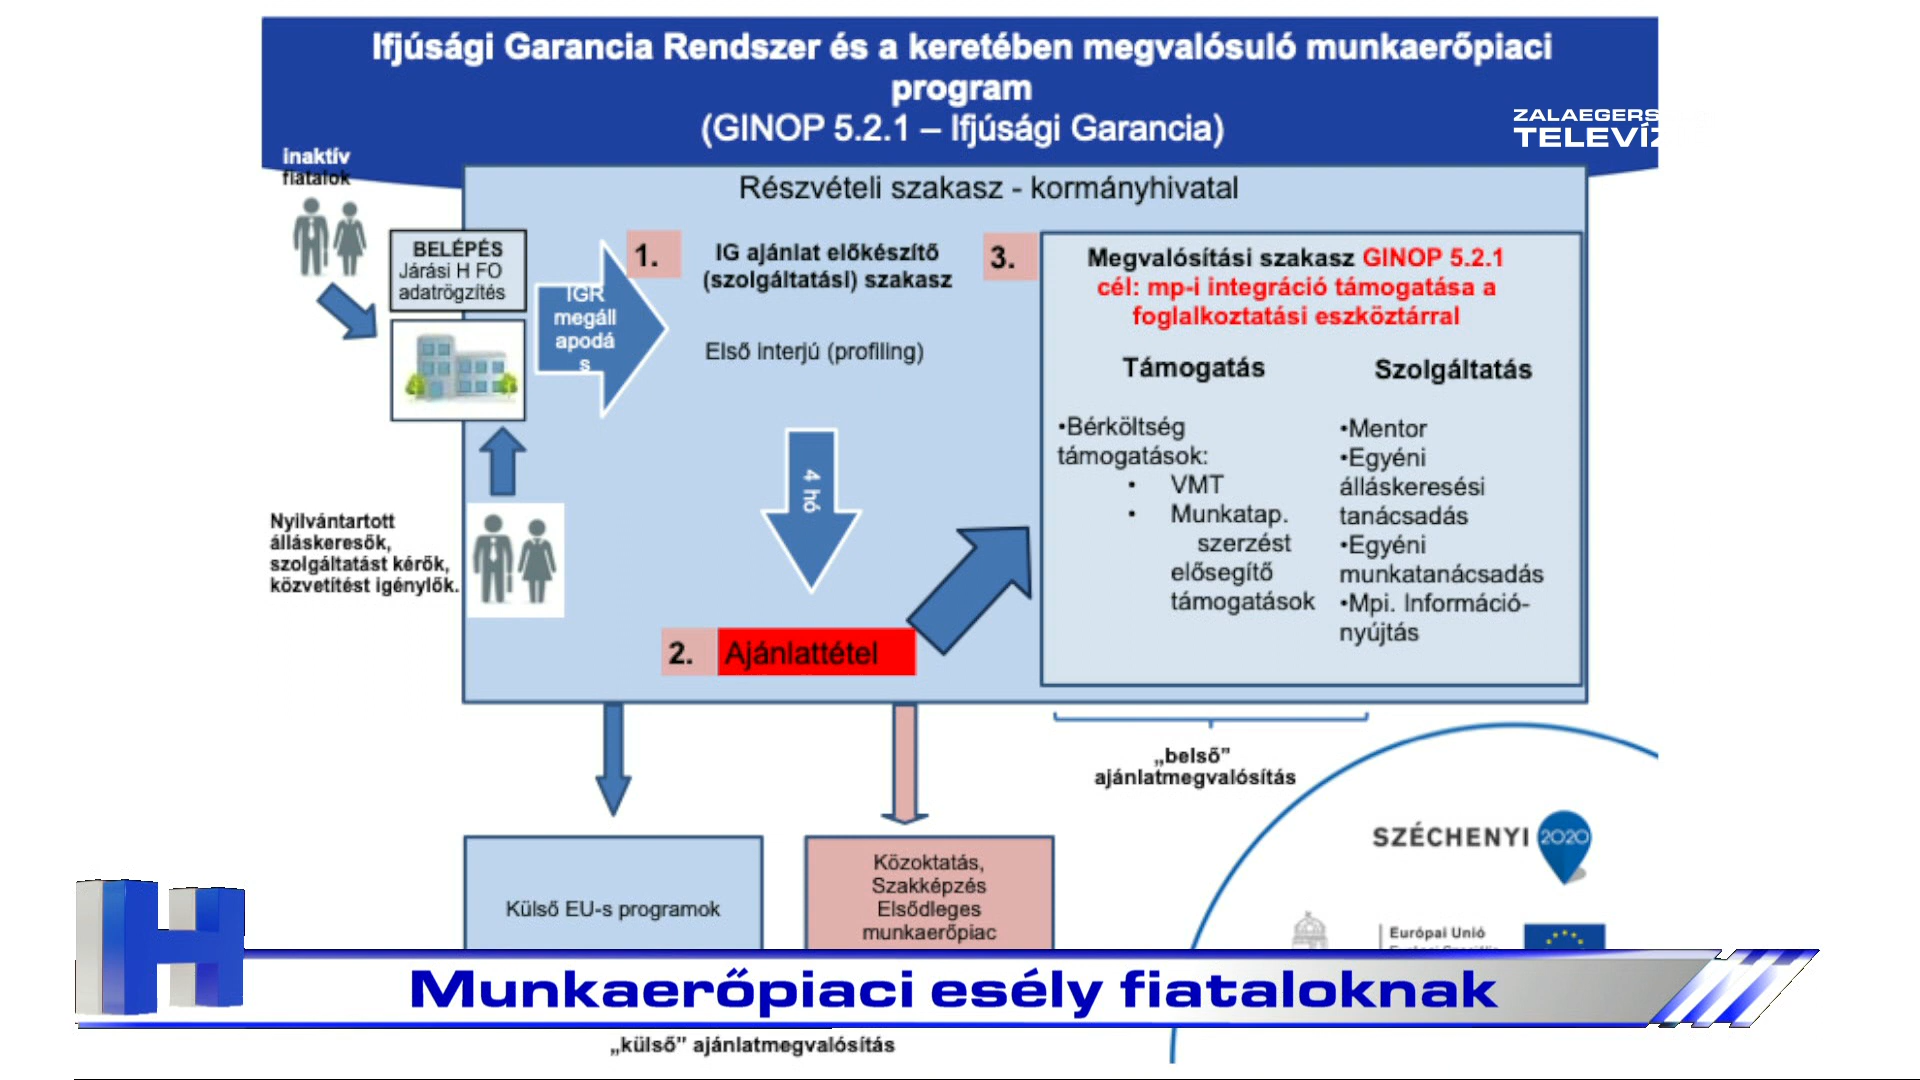 Ifjúsági Garancia Rendszer és a keretében megvalósuló munkaerőpiaci
program
(GINOP 5.2.1 – Ifjúsági Garancia)
ZALAEGERS
TELEVÍZ
inaktív
fiatalok
Részvételi szakasz - kormányhivatal
BELÉPÉS
Járási H FO
adatrögzítés
IGR
megáll
apodá
s
1.
IG ajánlat előkészítő
(szolgáltatási) szakasz
Első interjú (profiling)
4 hó
Nyilvántartott
álláskeresők,
szolgáltatást kérők,
közvetítést igénylők.
2.
Ajánlattétel
3.
Megvalósítási szakasz GINOP 5.2.1
cél: mp-i integráció támogatása a
foglalkoztatási eszköztárral
Támogatás
•Bérköltség
támogatások:
• VMT
• Munkatap.
szerzést
elősegítő
támogatások
Szolgáltatás
•Mentor
•Egyéni
álláskeresési
tanácsadás
•Egyéni
munkatanácsadás
•Mpi. Információ-
nyújtás
„belső”
ajánlatmegvalósítás
Külső EU-s programok
Közoktatás,
Szakképzés
Elsődleges
munkaerőpiac
SZÉCHENYI 2020
Európai Unió
H
Munkaerőpiaci esély fiataloknak
„külső” ajánlatmegvalósítás